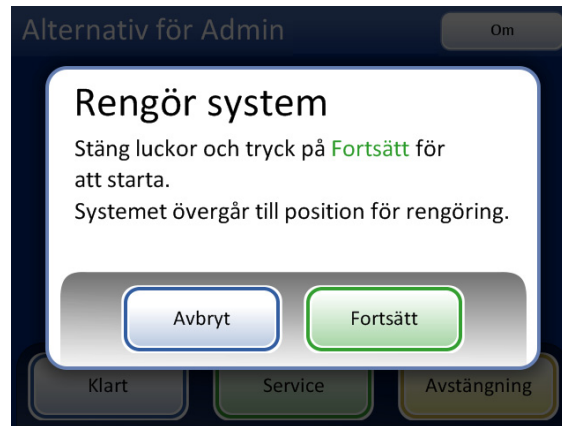 Alternativ för Admin
Om
Rengör system
Stäng luckor och tryck på Fortsätt för
att starta.
Systemet övergår till position för rengöring.
Avbryt
Fortsätt
Klart
Service
Avstängning